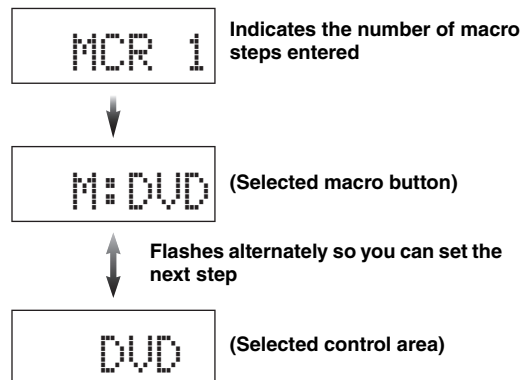 MCR 1
Indicates the number of macro
steps entered
M:DVD
(Selected macro button)
Flashes alternately so you can set the
next step
DVD
(Selected control area)